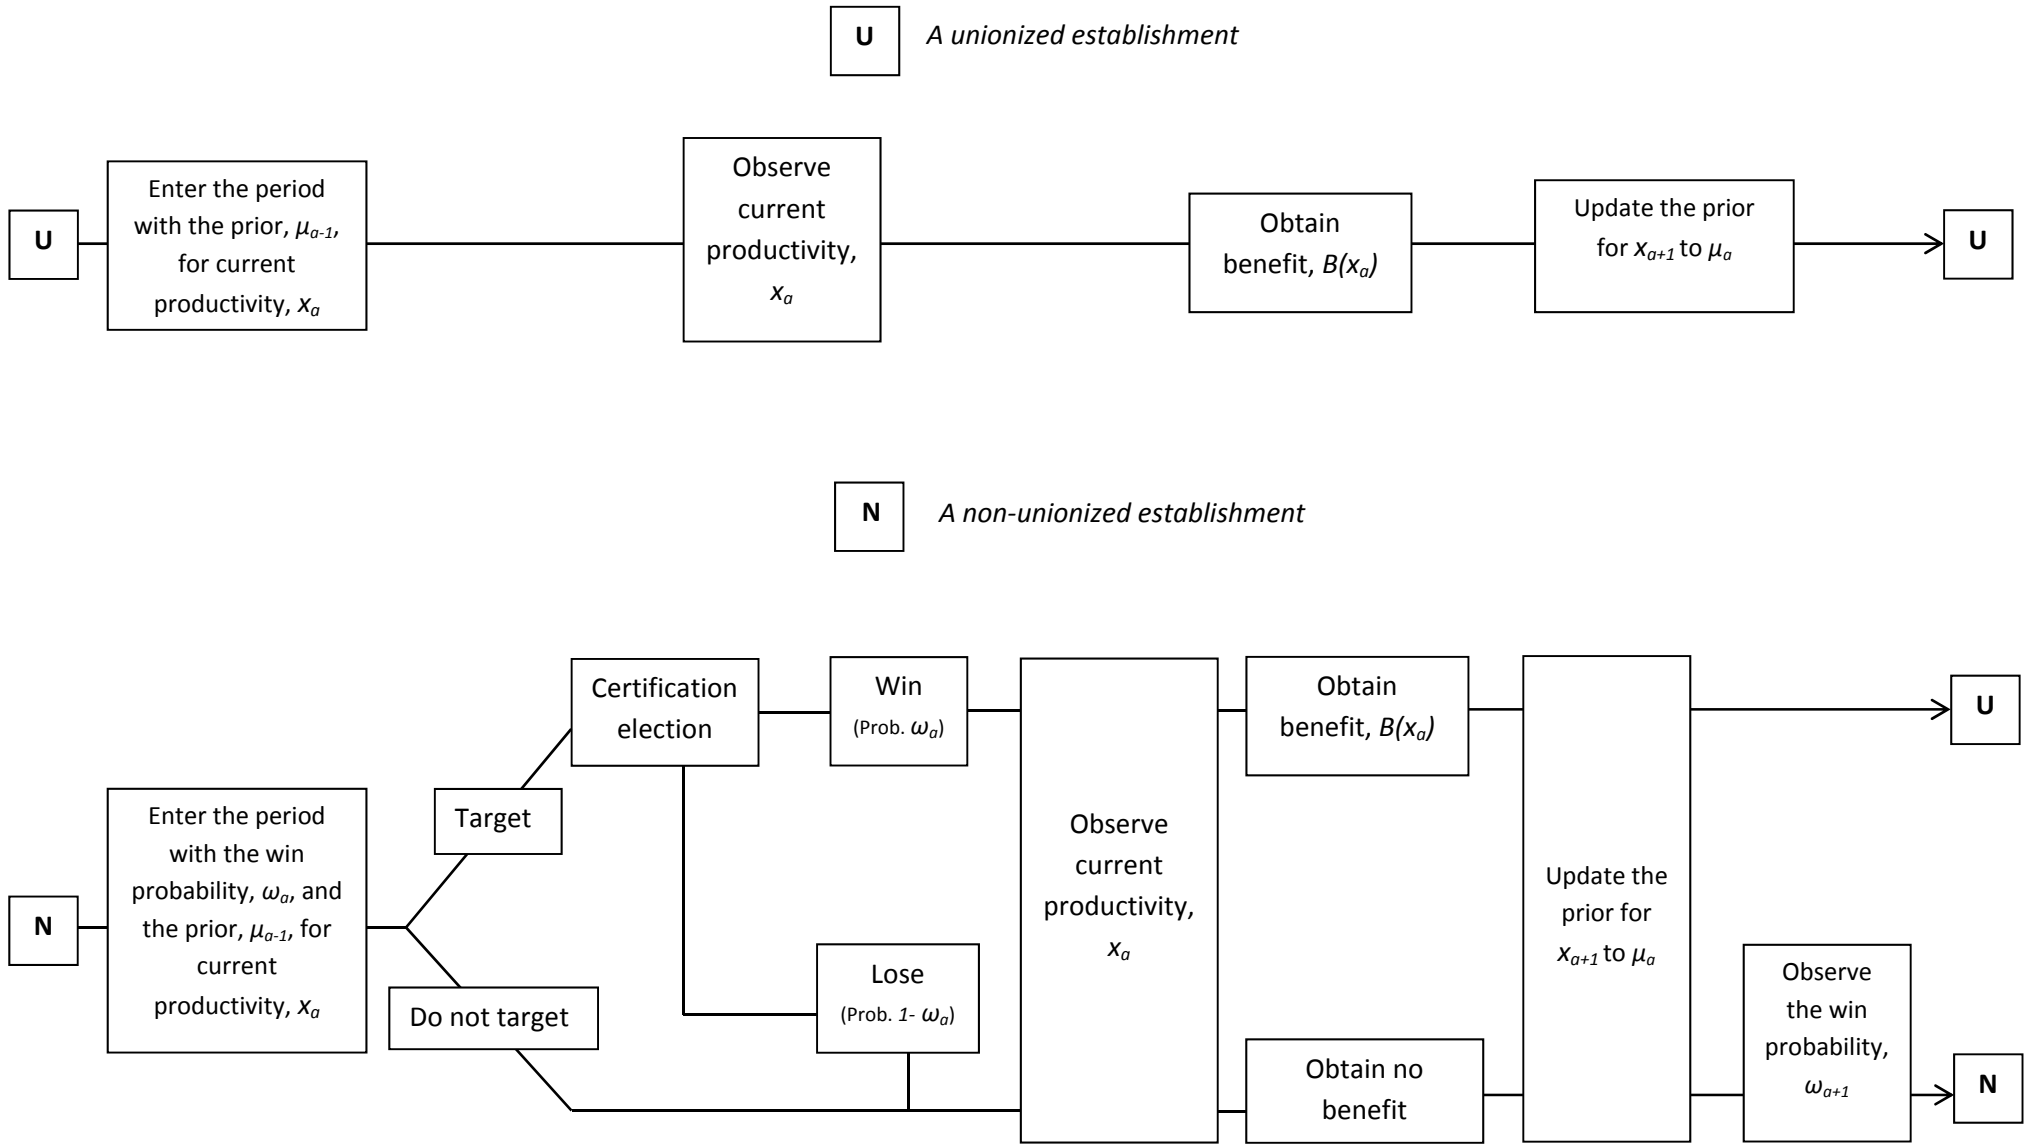 U
A unionized establishment
U
Enter the period
with the prior, μa-1,
for current
productivity, xa
Observe
current
productivity,
xa
Obtain
benefit, B(xa)
Update the prior
for xa+1 to μa
U
N
A non-unionized establishment
N
Enter the period
with the win
probability, ωa, and
the prior, μa-1, for
current
productivity, xa
Target
Do not target
Certification
election
Win
(Prob. ωa)
Lose
(Prob. 1- ωa)
Observe
current
productivity,
xa
Obtain
benefit, B(xa)
Obtain no
benefit
Update the
prior for
xa+1 to μa
U
Observe
the win
probability,
ωa+1
N